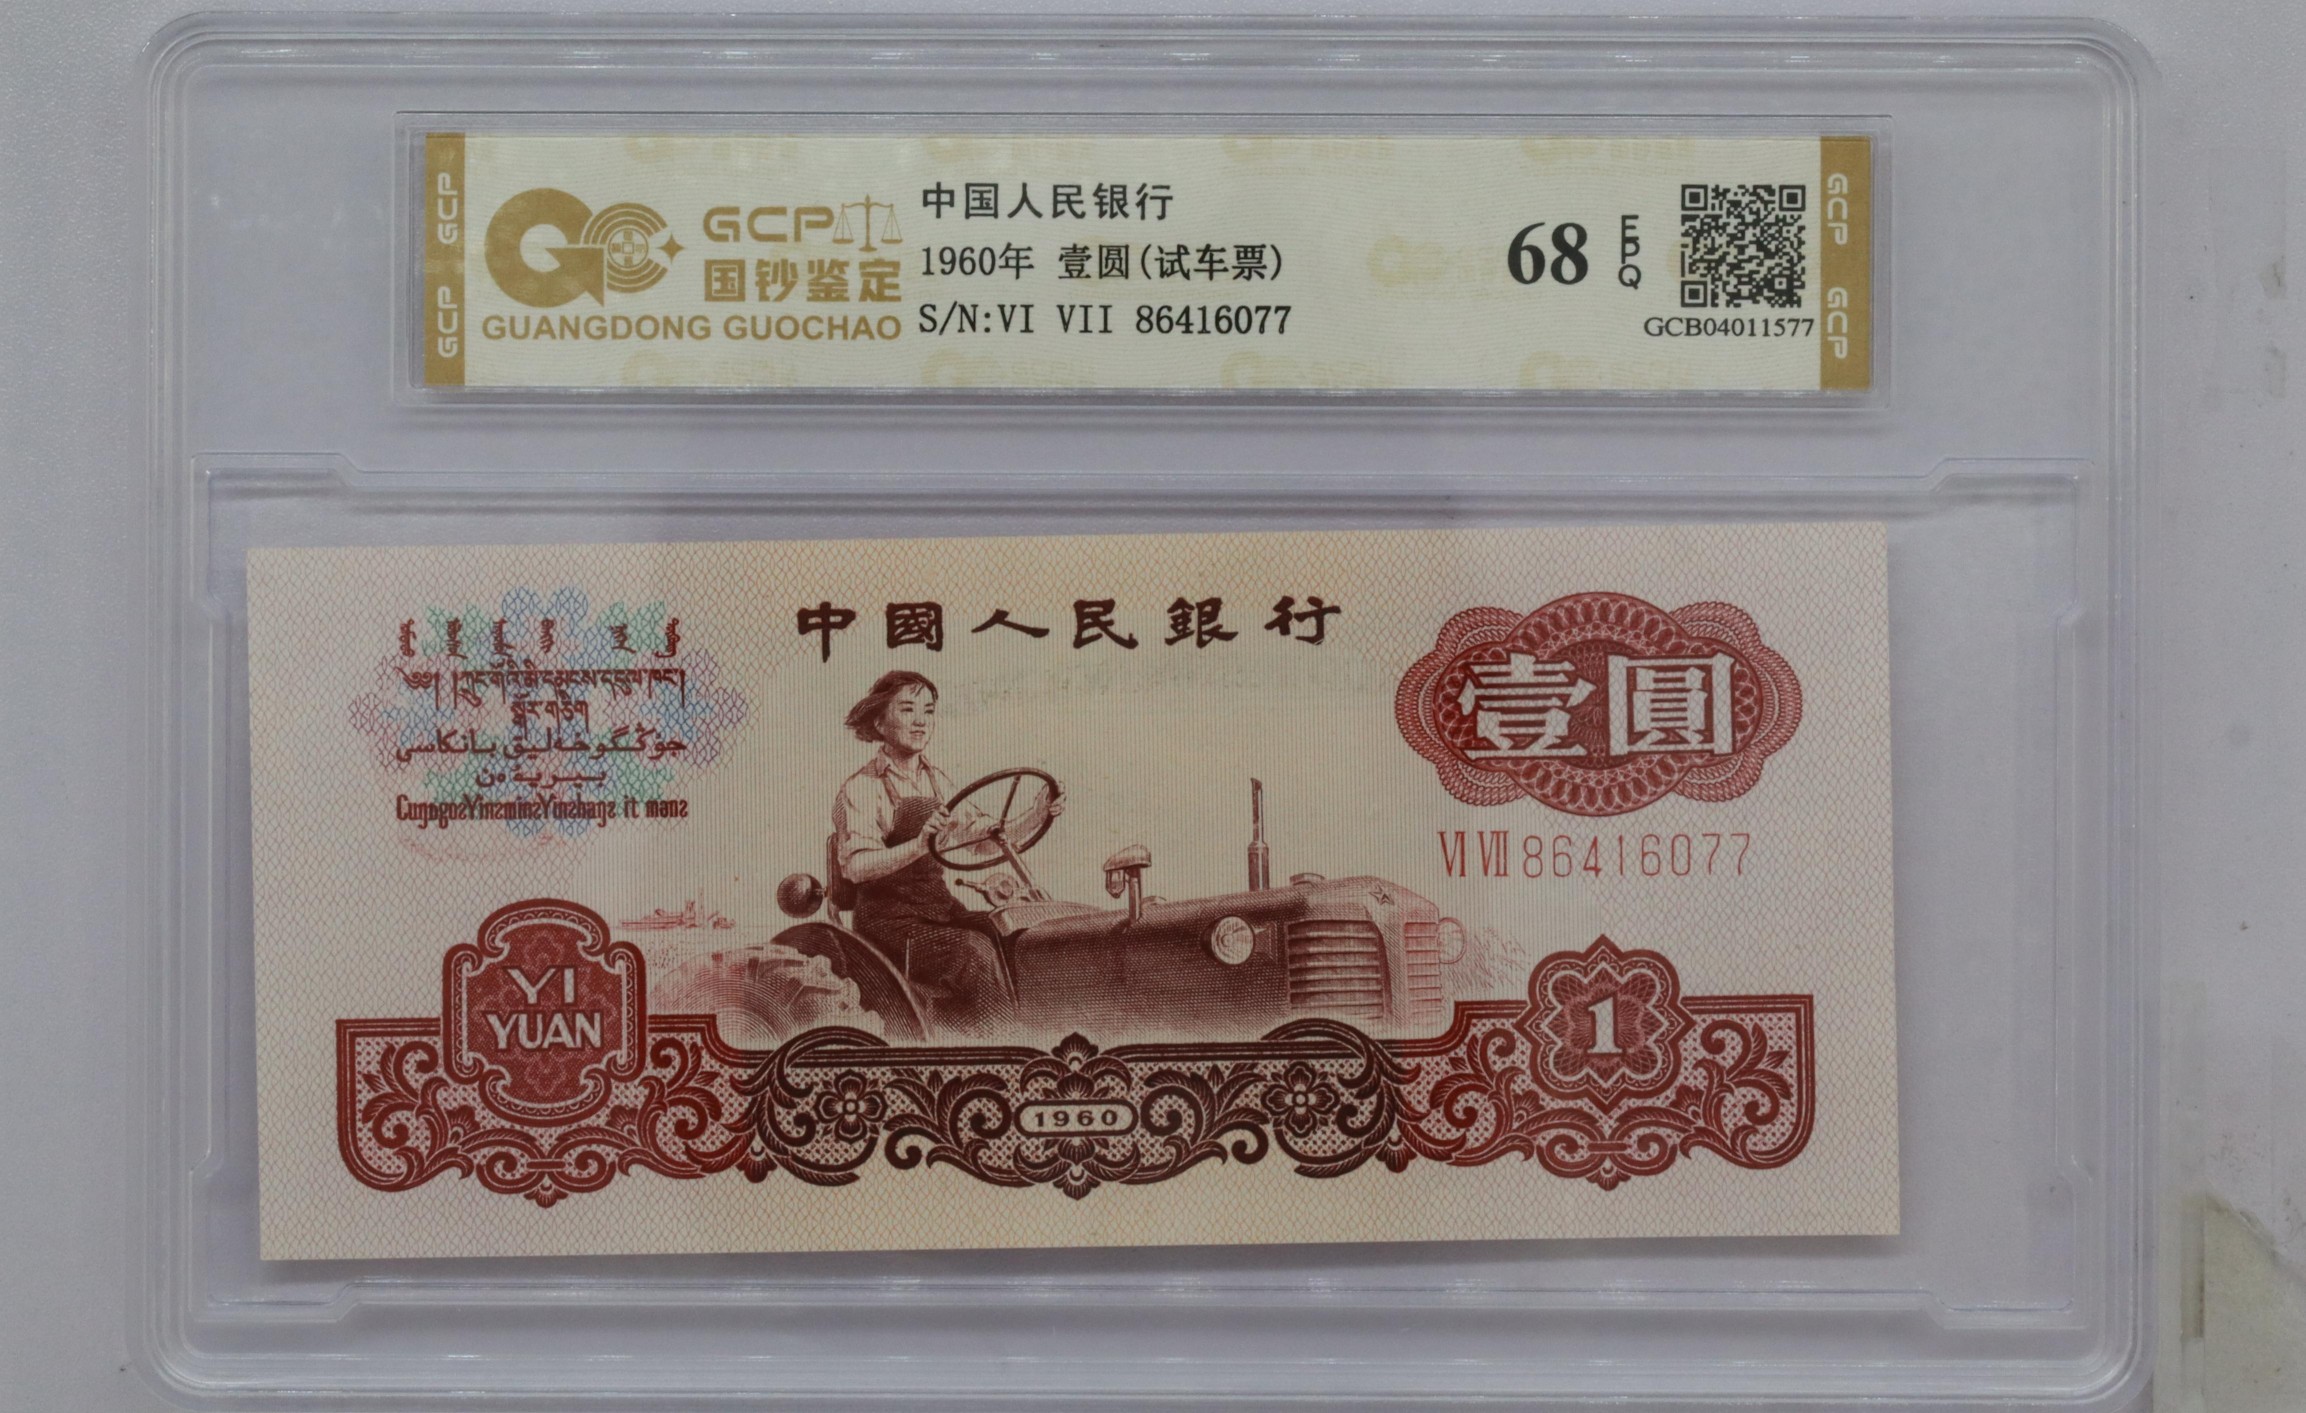 GCP
GCP
GCP
国钞鉴定
GUANGDONG GUOCHAO
中国人民银行
1960年 壹圆(试车票)
S/N:VI VII 86416077
68
EPQ
GCB04011577
GCP
GCP
中國人民銀行
壹圓
VI VII 86416077
YI
YUAN
1960
1